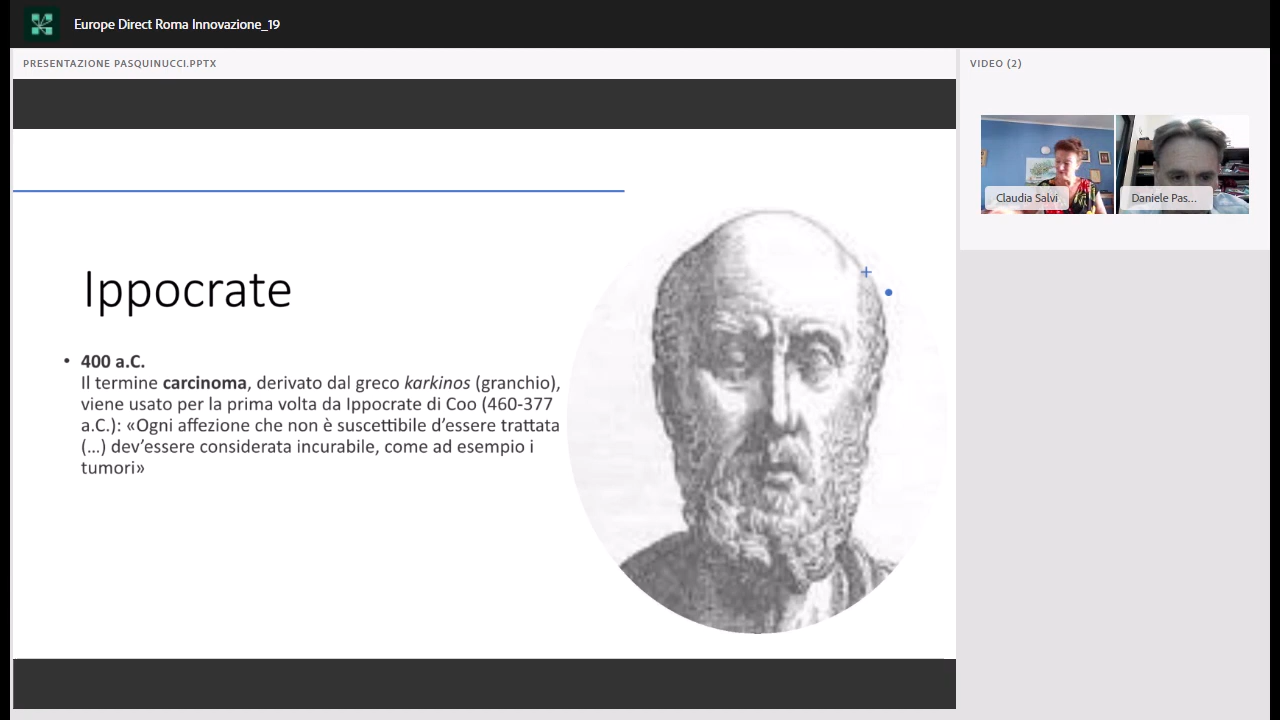 Europe Direct Roma Innovazione_19
PRESENTAZIONE PASQUINUCCI.PPTX
VIDEO (2)
Claudia Salvi
Daniele Pas...
Ippocrate
• 400 a.C.
Il termine carcinoma, derivato dal greco karkinos (granchio),
viene usato per la prima volta da Ippocrate di Coo (460-377
a.C.): «Ogni affezione che non è suscettibile d’essere trattata
(...) dev’essere considerata incurabile, come ad esempio i
tumori»